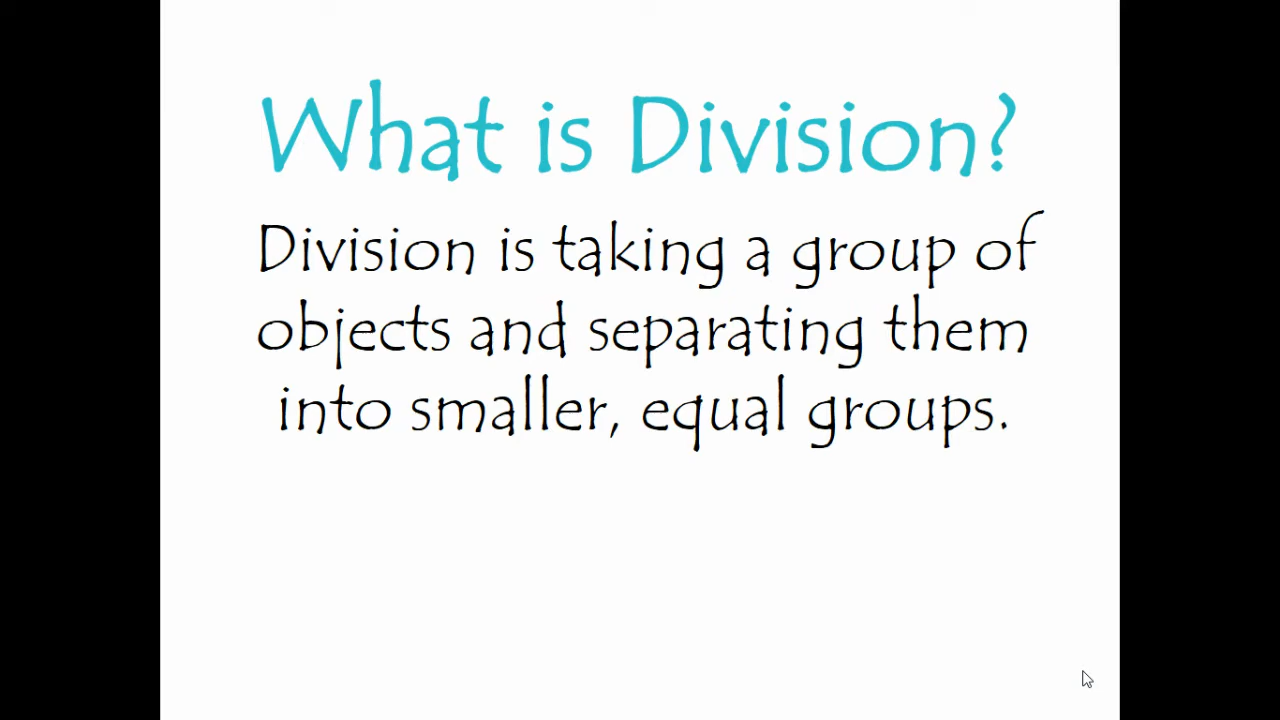 What is Division?
Division is taking a group of
objects and separating them
into smaller, equal groups.